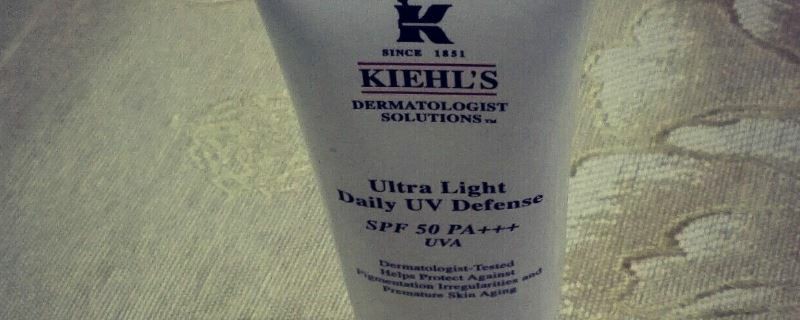 K
SINCE 1851
KIEHL'S
DERMATOLOGIST
SOLUTIONS™
Ultra Light
Daily UV Defense
SPF 50 PA+++
UVA
Dermatologist-Tested
Helps Protect Against
Pigmentation Irregularities and
Premature Skin Aging